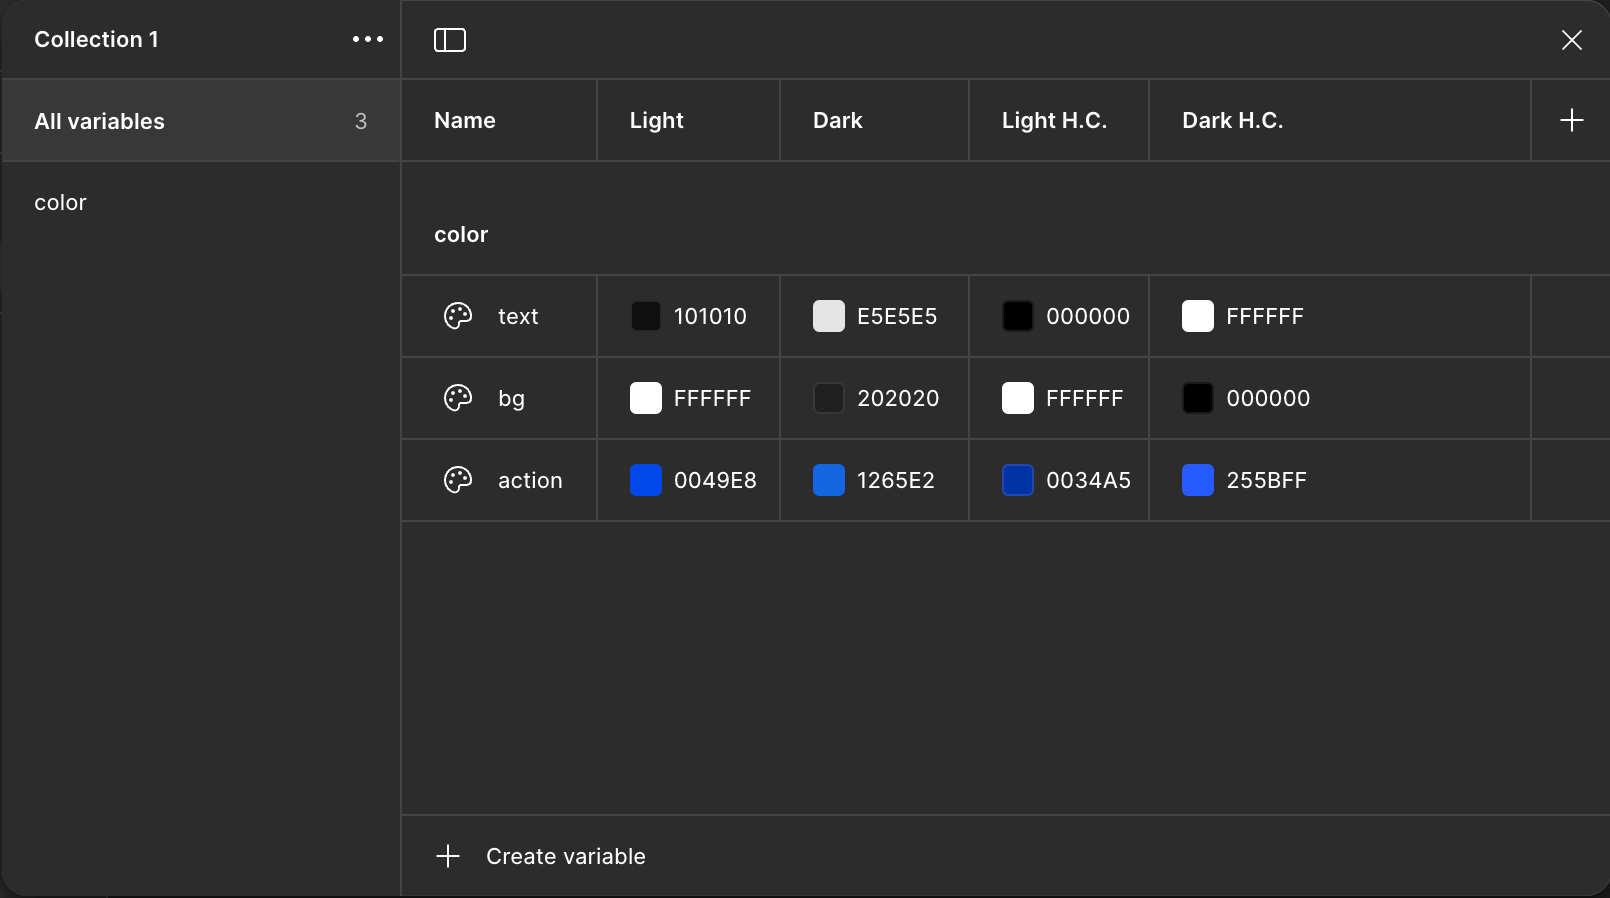 Collection 1
All variables 3
color
Name Light Dark Light H.C. Dark H.C.
color
text 101010 E5E5E5 000000 FFFFFF
bg FFFFFF 202020 FFFFFF 000000
action 0049E8 1265E2 0034A5 255BFF
Create variable